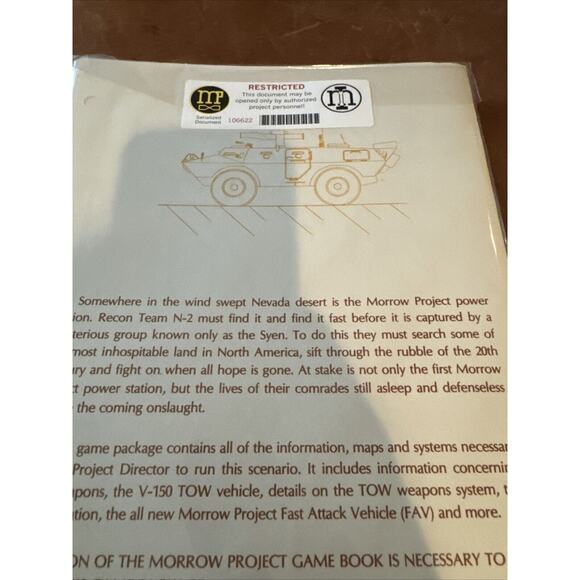 MP
Serialized
Document
RESTRICTED
This document may be
opened only by authorized
project personnel!
106622
Somewhere in the wind swept Nevada desert is the Morrow Project power
ion. Recon Team N-2 must find it and find it fast before it is captured by a
terious group known only as the Syen. To do this they must search some of
most inhospitable land in North America, sift through the rubble of the 20th
ury and fight on when all hope is gone. At stake is not only the first Morrow
ct power station, but the lives of their comrades still asleep and defenseless
the coming onslaught.
game package contains all of the information, maps and systems necessar
Project Director to run this scenario. It includes information concernin
apons, the V-150 TOW vehicle, details on the TOW weapons system, t
ation, the all new Morrow Project Fast Attack Vehicle (FAV) and more.
ON OF THE MORROW PROJECT GAME BOOK IS NECESSARY TO